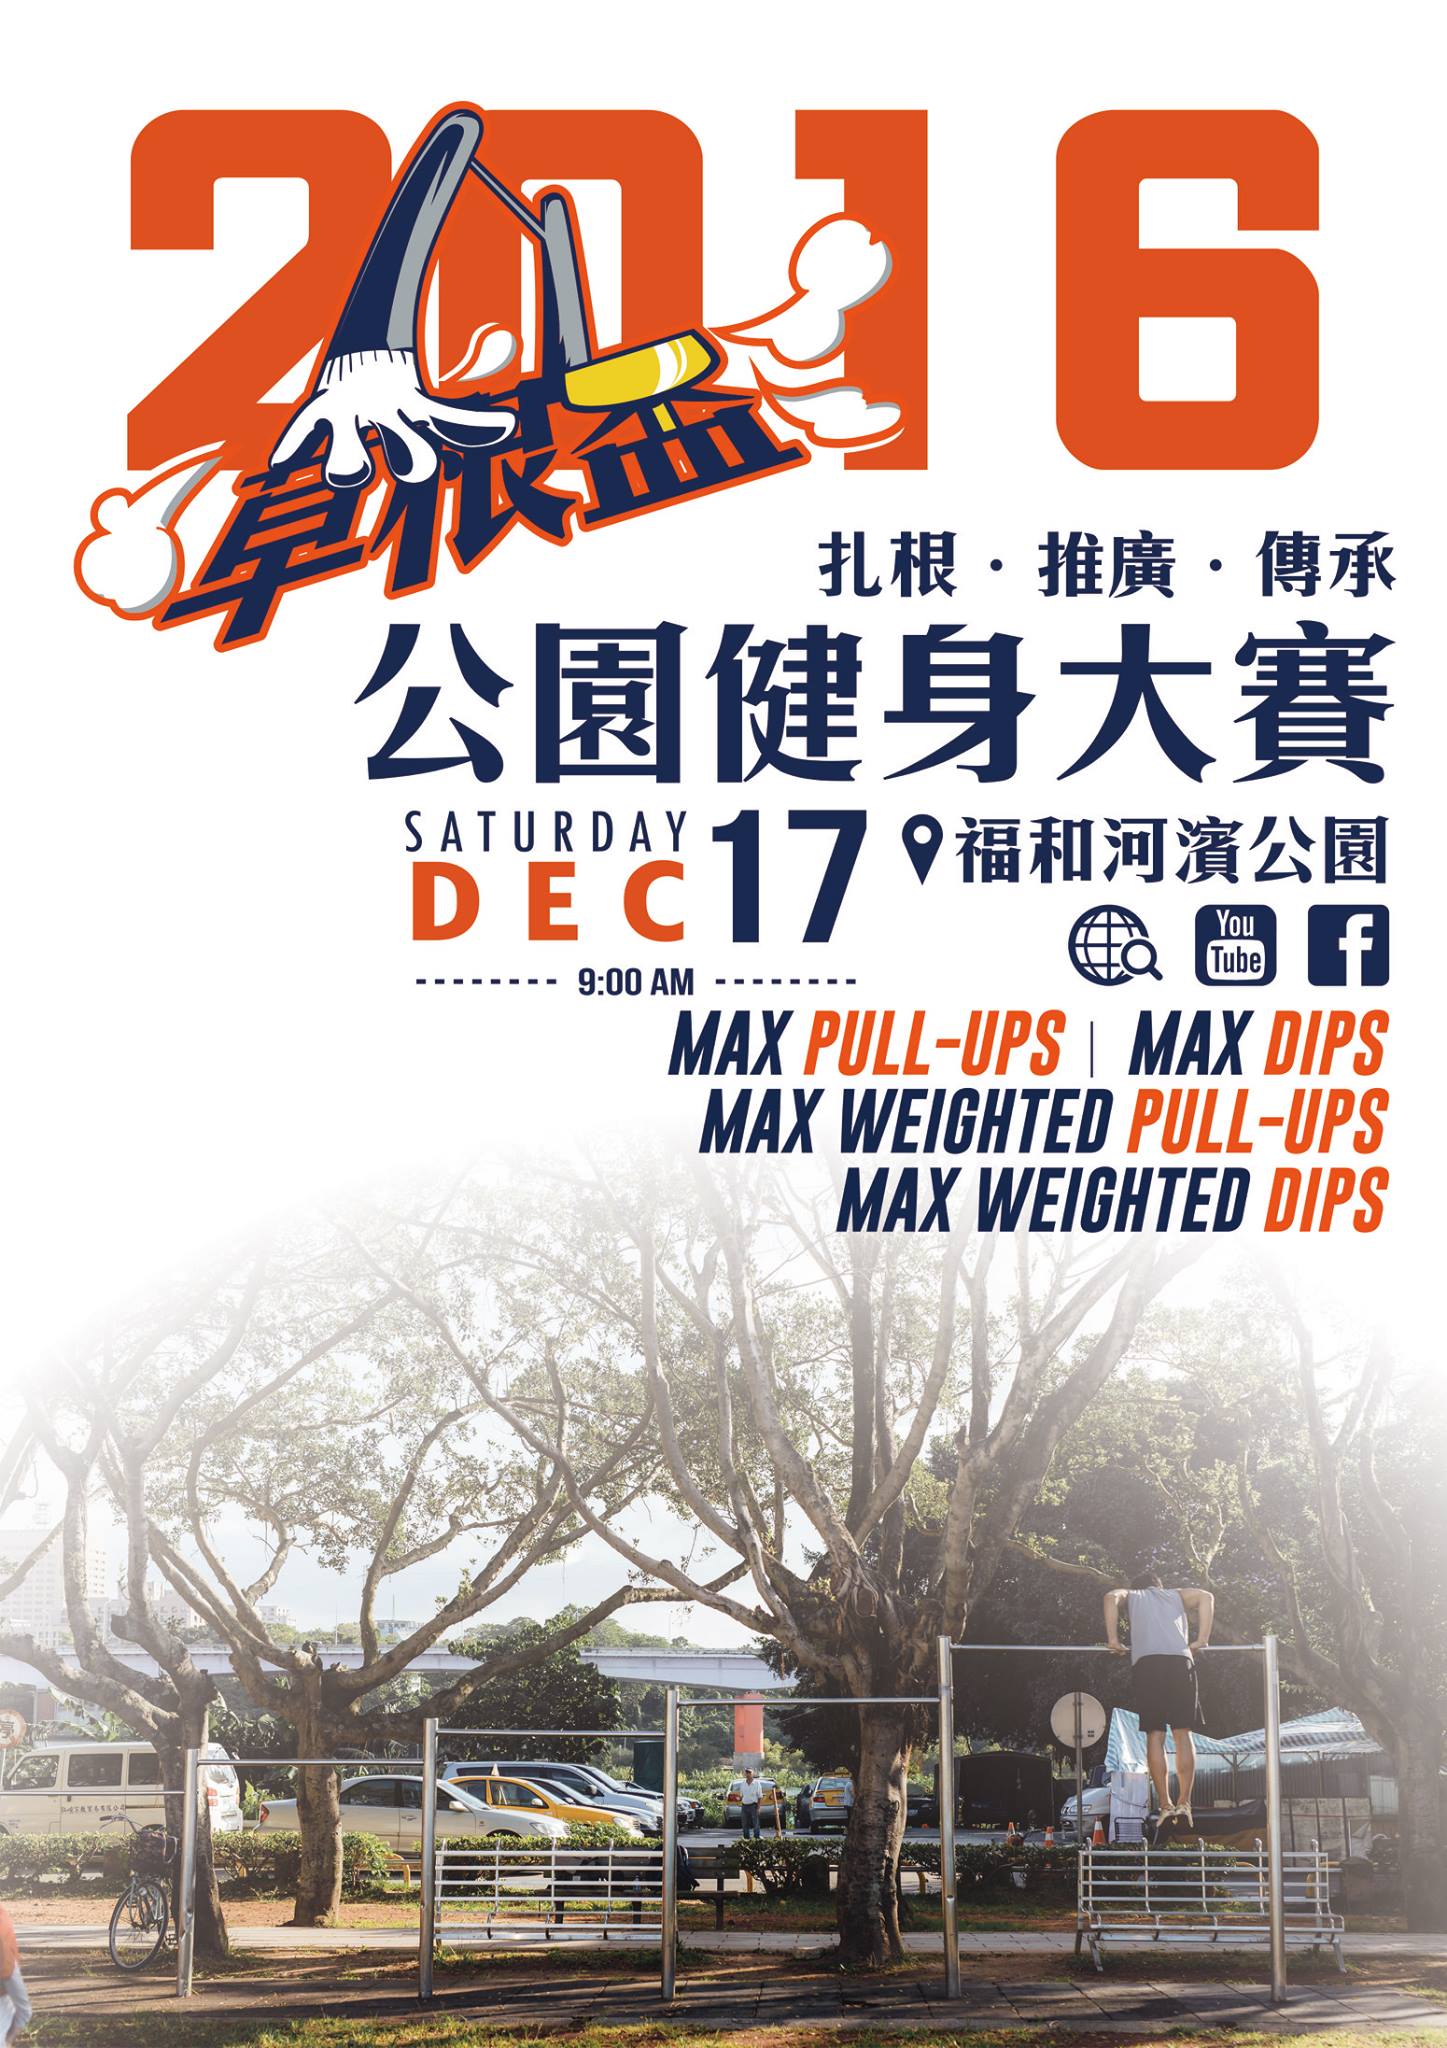 2016
草根盃
扎根・推廣・傳承
公園健身大賽
SATURDAY
DEC 17
福和河濱公園
9:00 AM
You
Tube
f
MAX PULL-UPS | MAX DIPS
MAX WEIGHTED PULL-UPS
MAX WEIGHTED DIPS